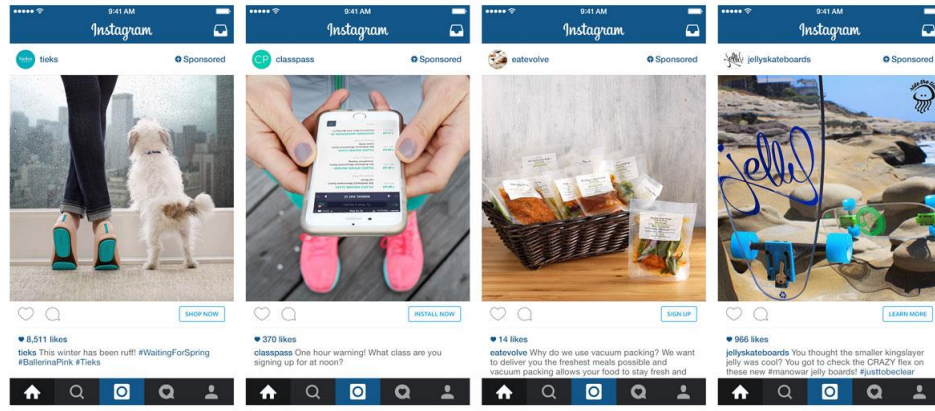 9:41 AM
Instagram
tieks
Sponsored
SHOP NOW
8,511 likes
tieks This winter has been ruff! #WaitingForSpring
#BallerinaPink #Tieks
9:41 AM
Instagram
CP
classpass
Sponsored
INSTALL NOW
370 likes
classpass One hour warning! What class are you
signing up for at noon?
9:41 AM
Instagram
eatevolve
Sponsored
SIGN UP
14 likes
eatevolve Why do we use vacuum packing? We want
to deliver you the freshest meals possible and
vacuum packing allows your food to stay fresh and
9:41 AM
Instagram
jelly
jellyskateboards
Sponsored
jelly
LEARN MORE
966 likes
jellyskateboards You thought the smaller kingslayer
jelly was cool? You got to check the CRAZY flex on
these new #manowar jelly boards! #justtobeclear